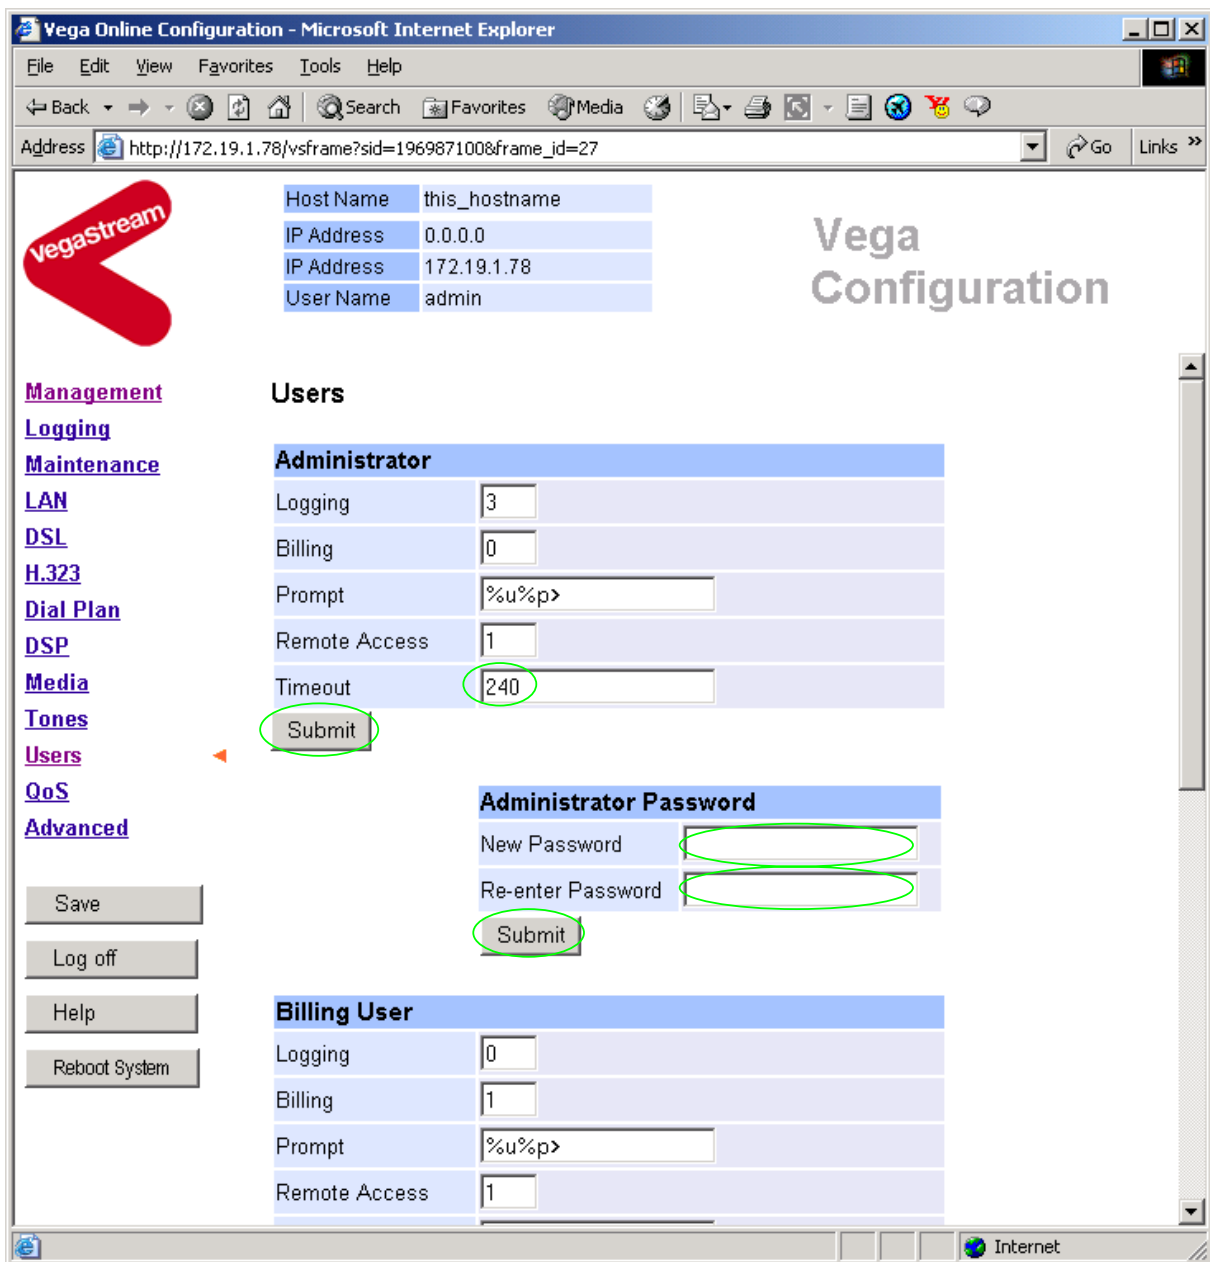 Vega Online Configuration - Microsoft Internet Explorer
File Edit View Favorites Tools Help
Back Search Favorites Media
Address http://172.19.1.78/vsframe?sid=196987100&frame_id=27 Go Links »
vegastream
Host Name this_hostname
IP Address 0.0.0.0
IP Address 172.19.1.78
User Name admin
Vega
Configuration
Management
Logging
Maintenance
LAN
DSL
H.323
Dial Plan
DSP
Media
Tones
Users
QoS
Advanced
Save
Log off
Help
Reboot System
Users
Administrator
Logging 3
Billing 0
Prompt %u%p>
Remote Access 1
Timeout 240
Submit
Administrator Password
New Password
Re-enter Password
Submit
Billing User
Logging 0
Billing 1
Prompt %u%p>
Remote Access 1
Internet